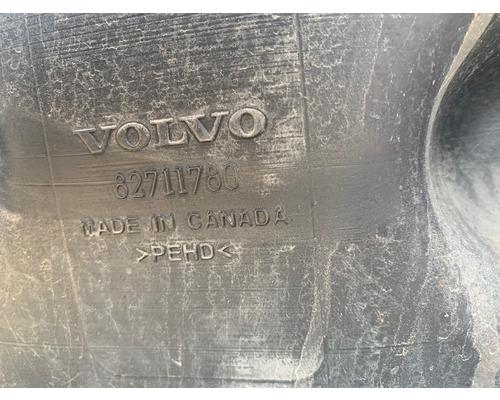 VOLVO
82711780
MADE IN CANADA
>PEHD<